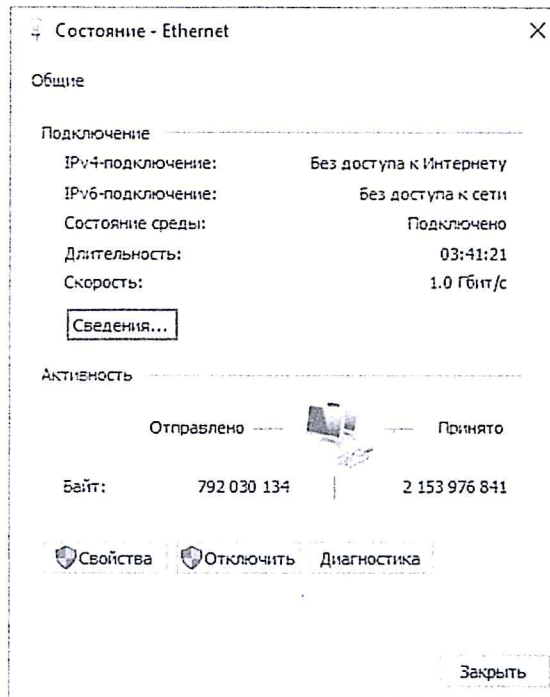 Состояние - Ethernet
Общие
Подключение
IPv4-подключение: Без доступа к Интернету
IPv6-подключение: Без доступа к сети
Состояние среды: Подключено
Длительность: 03:41:21
Скорость: 1.0 Гбит/с
Сведения...
Активность
Отправлено — Принято
Байт: 792 030 134 2 153 976 841
Свойства Отключить Диагностика
Закрыть